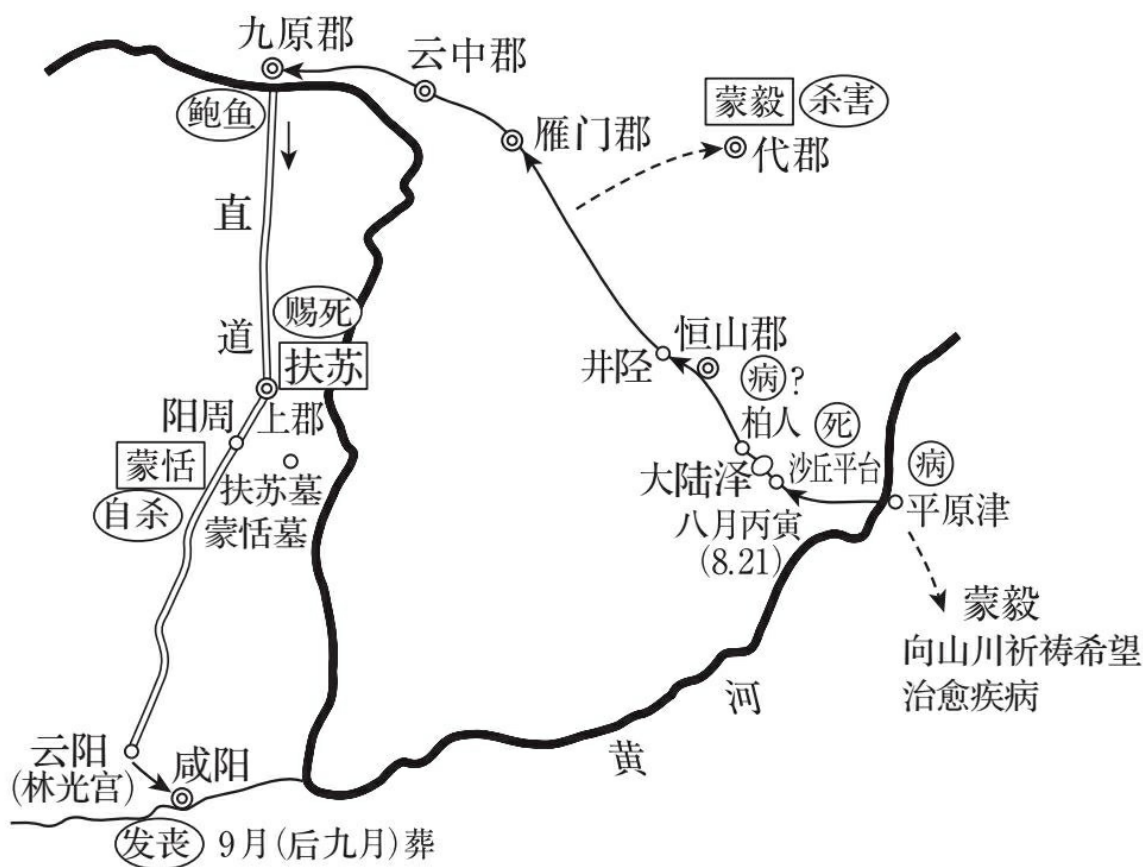 九原郡
云中郡
鲍鱼
雁门郡
蒙毅
杀害
代郡
直
道
赐死
扶苏
阳周
上郡
蒙恬
自杀
扶苏墓
蒙恬墓
恒山郡
井陉
病?
柏人
死
大陆泽
沙丘平台
病
八月丙寅
(8.21)
平原津
蒙毅
向山川祈祷希望
治愈疾病
河
黄
云阳
(林光宫)
咸阳
发丧
9月(后九月)葬